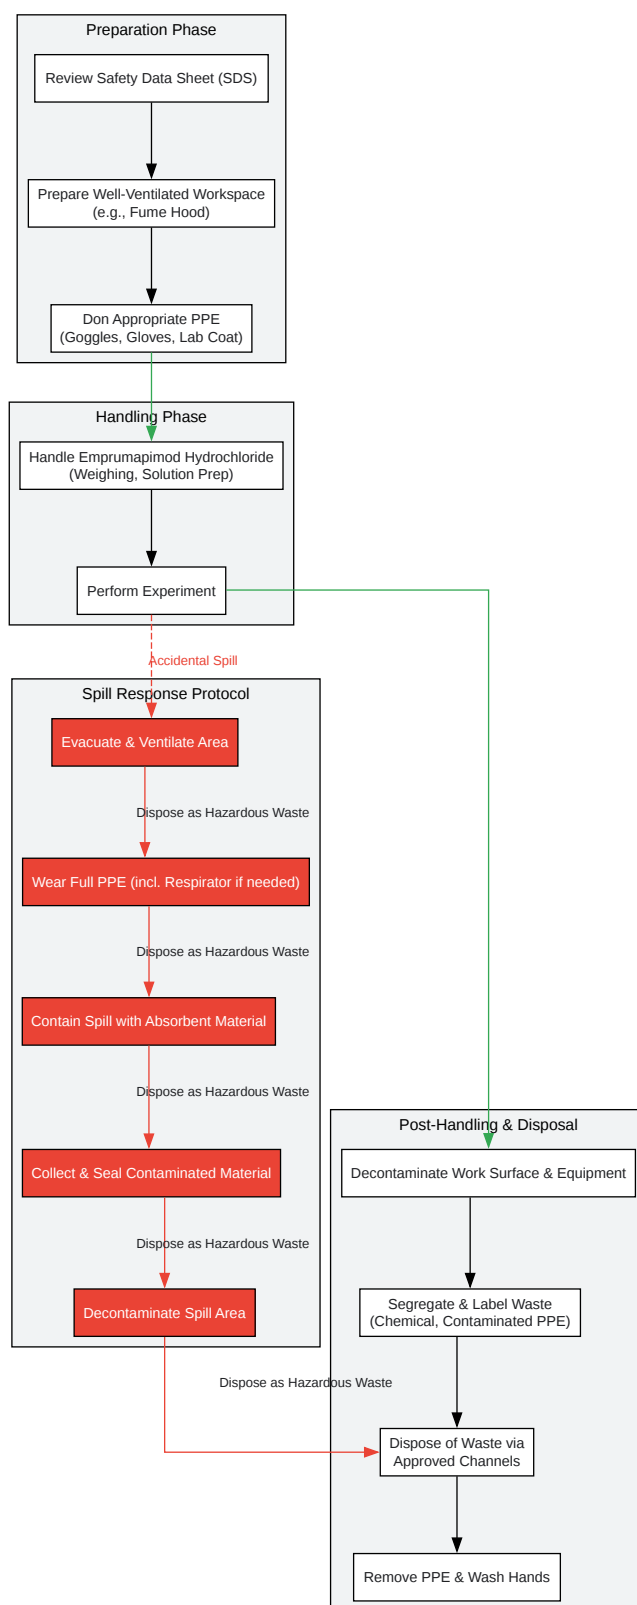 Preparation Phase
Review Safety Data Sheet (SDS)
Prepare Well-Ventilated Workspace
(e.g., Fume Hood)
Don Appropriate PPE
(Goggles, Gloves, Lab Coat)
Handling Phase
Handle Emprumapimod Hydrochloride
(Weighing, Solution Prep)
Perform Experiment
Accidental Spill
Spill Response Protocol
Evacuate & Ventilate Area
Dispose as Hazardous Waste
Wear Full PPE (incl. Respirator if needed)
Dispose as Hazardous Waste
Contain Spill with Absorbent Material
Dispose as Hazardous Waste
Collect & Seal Contaminated Material
Dispose as Hazardous Waste
Decontaminate Spill Area
Dispose as Hazardous Waste
Post-Handling & Disposal
Decontaminate Work Surface & Equipment
Segregate & Label Waste
(Chemical, Contaminated PPE)
Dispose of Waste via
Approved Channels
Remove PPE & Wash Hands